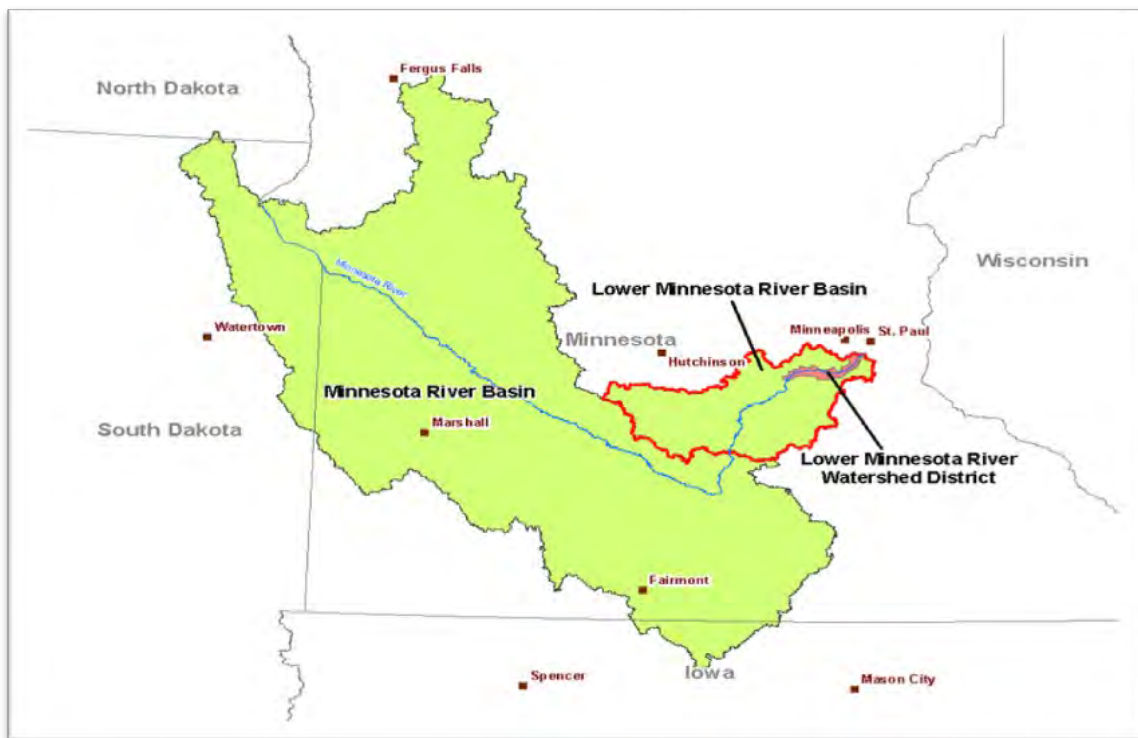 Fergus Falls
North Dakota
Wisconsin
Minnesota River
Lower Minnesota River Basin
Watertown
Minnesota
Minneapolis
St. Paul
Hutchinson
Minnesota River Basin
Marshall
South Dakota
Lower Minnesota River
Watershed District
Fairmont
Iowa
Spencer
Mason City